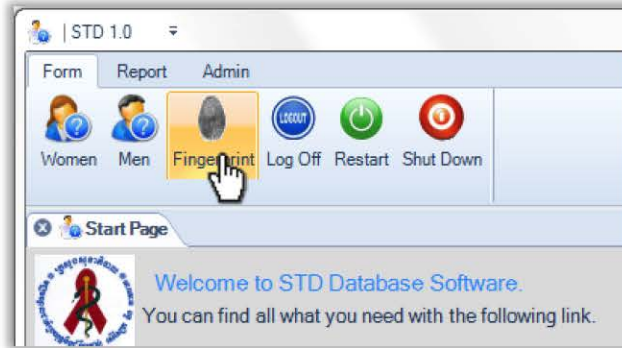 STD 1.0
Form Report Admin
LOGOUT
Women Men Fingerprint Log Off Restart Shut Down
Start Page
Welcome to STD Database Software.
You can find all what you need with the following link.